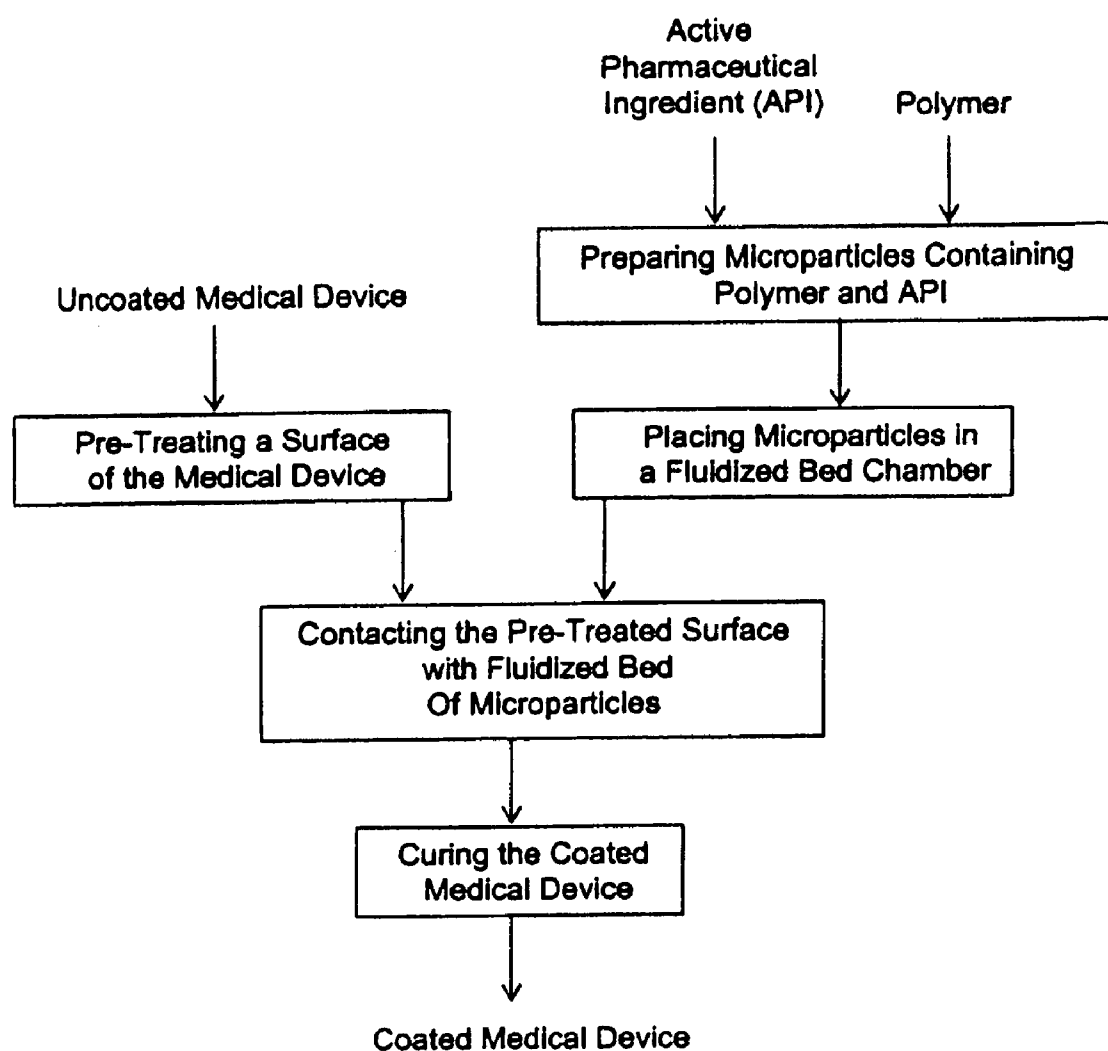 Active
Pharmaceutical
Ingredient (API)
Polymer
Preparing Microparticles Containing
Polymer and API
Uncoated Medical Device
Pre-Treating a Surface
of the Medical Device
Placing Microparticles in
a Fluidized Bed Chamber
Contacting the Pre-Treated Surface
with Fluidized Bed
Of Microparticles
Curing the Coated
Medical Device
Coated Medical Device